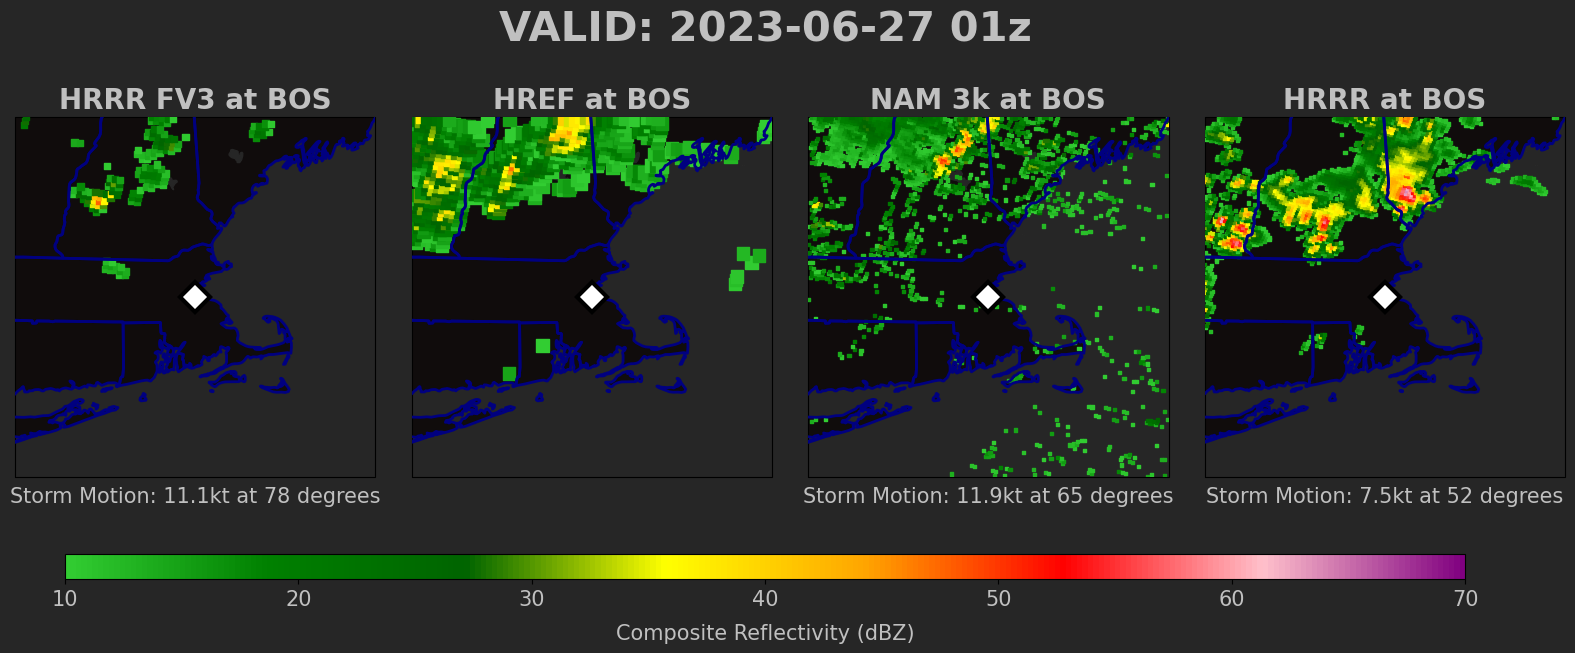 VALID: 2023-06-27 01z
HRRR FV3 at BOS
HREF at BOS
NAM 3k at BOS
HRRR at BOS
Storm Motion: 11.1kt at 78 degrees
Storm Motion: 11.9kt at 65 degrees
Storm Motion: 7.5kt at 52 degrees
10 20 30 40 50 60 70
Composite Reflectivity (dBZ)